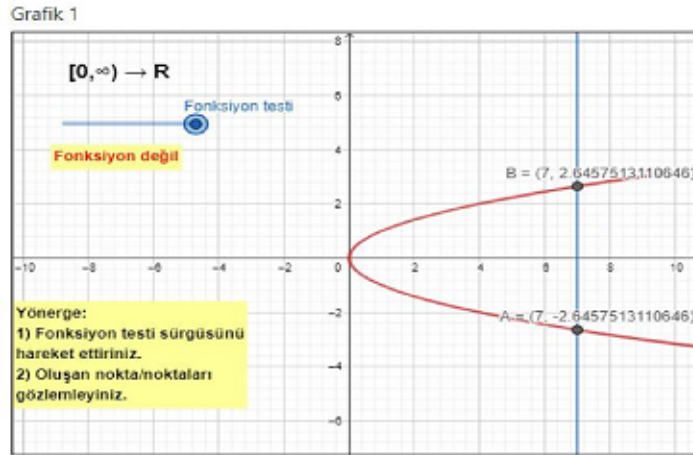 Grafik 1
[0,∞) → R
Fonksiyon testi
Fonksiyon değil
B = (7, 2.6457513110646)
A = (7, -2.6457513110646)
8
6
4
2
0
-2
-4
-6
-10 -8 -6 -4 -2 0 2 4 6 8 10
Yönerge:
1) Fonksiyon testi sürgüsünü
hareket ettiriniz.
2) Oluşan nokta/noktaları
gözlemleyiniz.